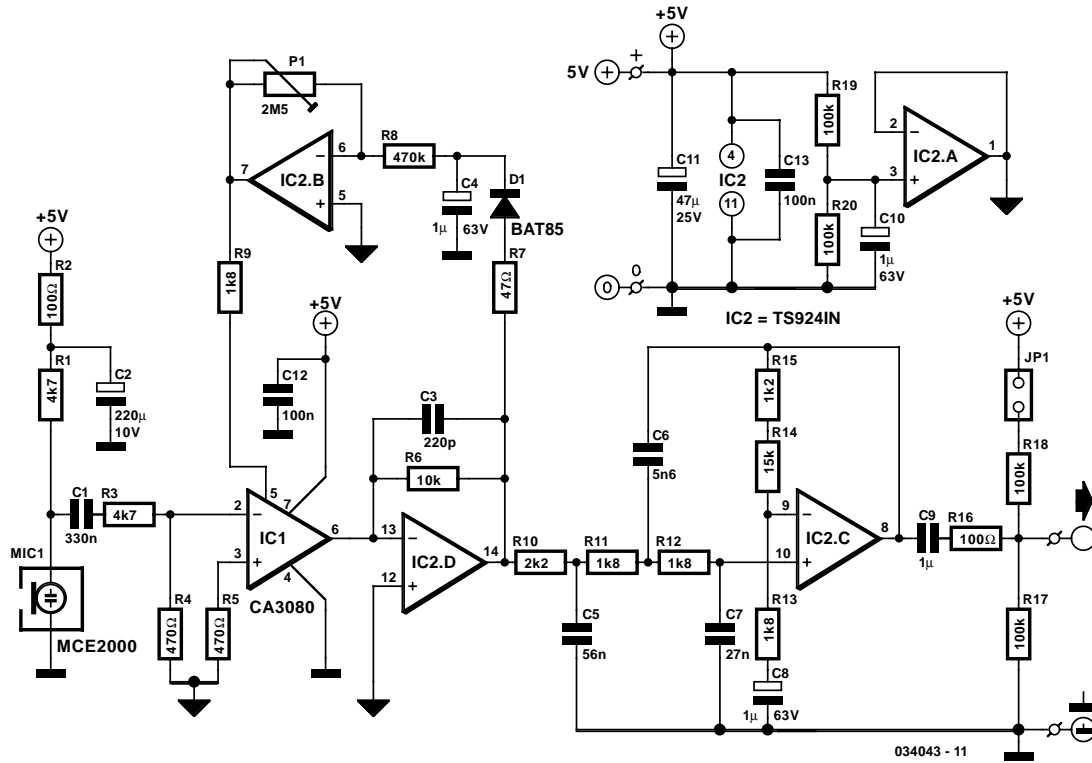 +5V
P1
2M5
5V
+
R19
100k
2
−
IC2.A
1
3
+
R8
470k
6
−
7
IC2.B
5
+
C4
1µ
63V
D1
BAT85
C11
47µ
25V
4
IC2
11
C13
100n
R20
100k
C10
1µ
63V
0
0
IC2 = TS924IN
+5V
R2
100Ω
R9
1k8
R7
47Ω
+5V
R1
4k7
C2
220µ
10V
C12
100n
C3
220p
R6
10k
C6
5n6
R15
1k2
R14
15k
+5V
JP1
R18
100k
C1
330n
R3
4k7
MIC1
MCE2000
2
−
5
7
IC1
6
3
+
4
CA3080
R4
470Ω
R5
470Ω
13
−
IC2.D
14
12
+
R10
2k2
R11
1k8
R12
1k8
9
−
IC2.C
8
10
+
C9
1µ
R16
100Ω
C5
56n
C7
27n
R13
1k8
C8
1µ
63V
R17
100k
034043 - 11